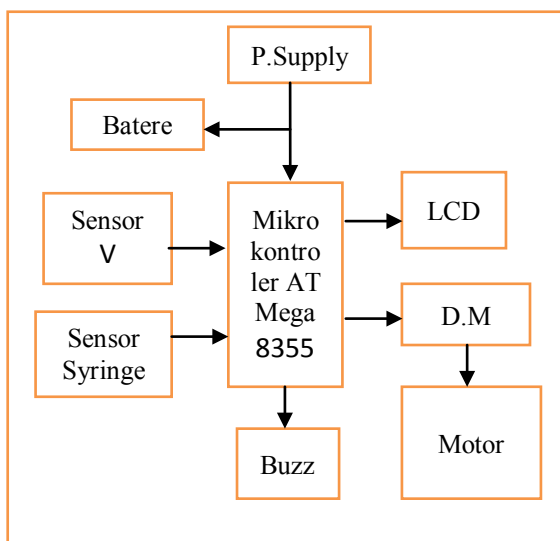 P.Supply
Batere
Sensor
V
Mikro
kontro
ler AT
Mega
8355
LCD
Sensor
Syringe
D.M
Motor
Buzz